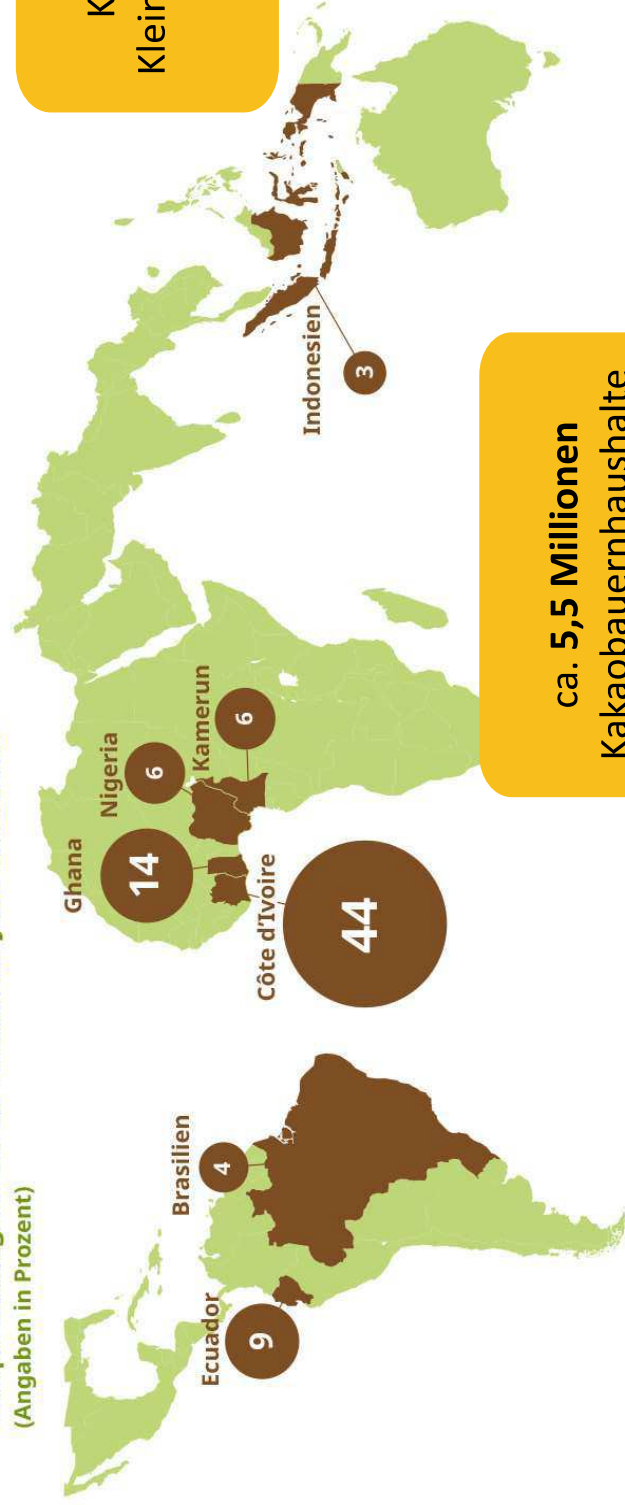 (Angaben in Prozent)
Ecuador
9
Brasilien
4
Ghana
14
Nigeria
6
Kamerun
6
Côte d'Ivoire
44
Indonesien
3
ca. 5,5 Millionen
Kakaobauernhaushalte